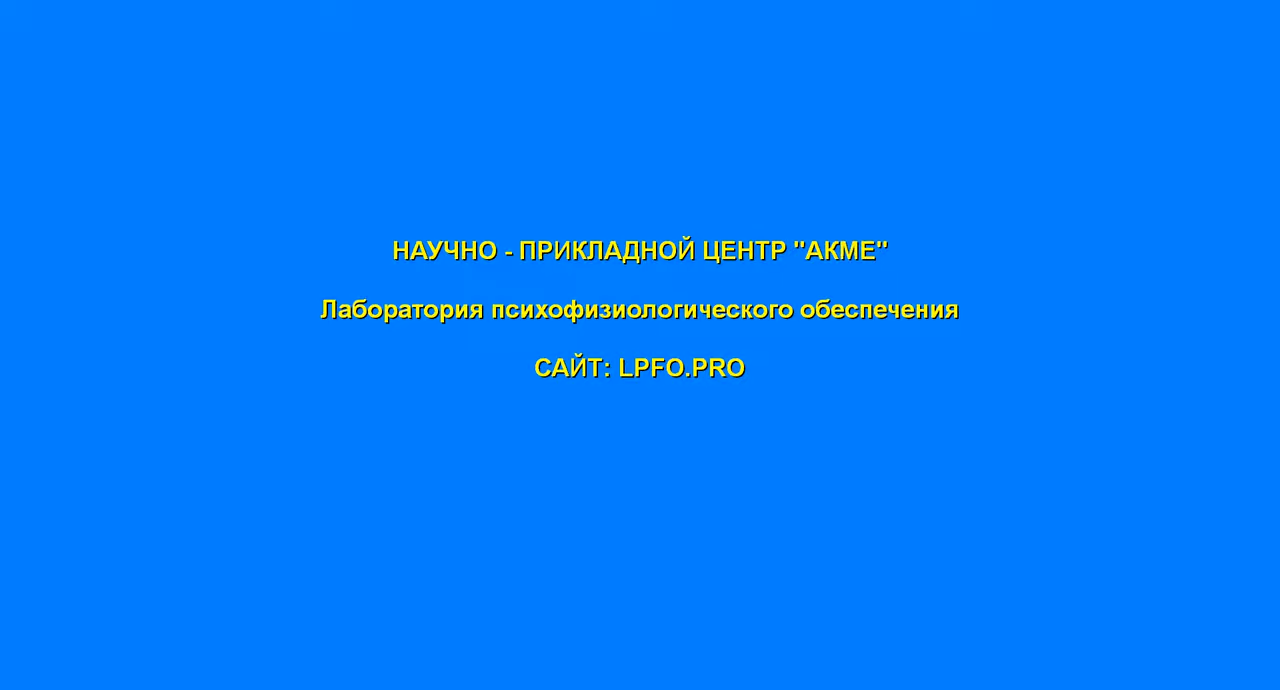 НАУЧНО - ПРИКЛАДНОЙ ЦЕНТР "АКМЕ"
Лаборатория психофизиологического обеспечения
САЙТ: LPFO.PRO